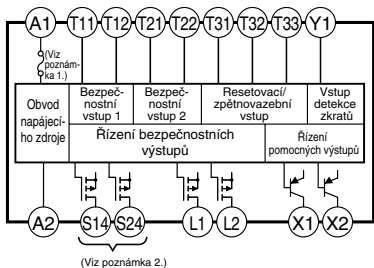 A1 T11 T12 T21 T22 T31 T32 T33 Y1
(Viz
poznám-
ka 1.)
Obvod
napájecí-
ho zdroje
Bezpeč-
nostní
vstup 1
Bezpeč-
nostní
vstup 2
Resetovací/
zpětnovazební
vstup
Vstup
detekce
zkratů
Řízení bezpečnostních
výstupů
Řízení
pomocných výstupů
A2 S14 S24 L1 L2 X1 X2
(Viz poznámka 2.)